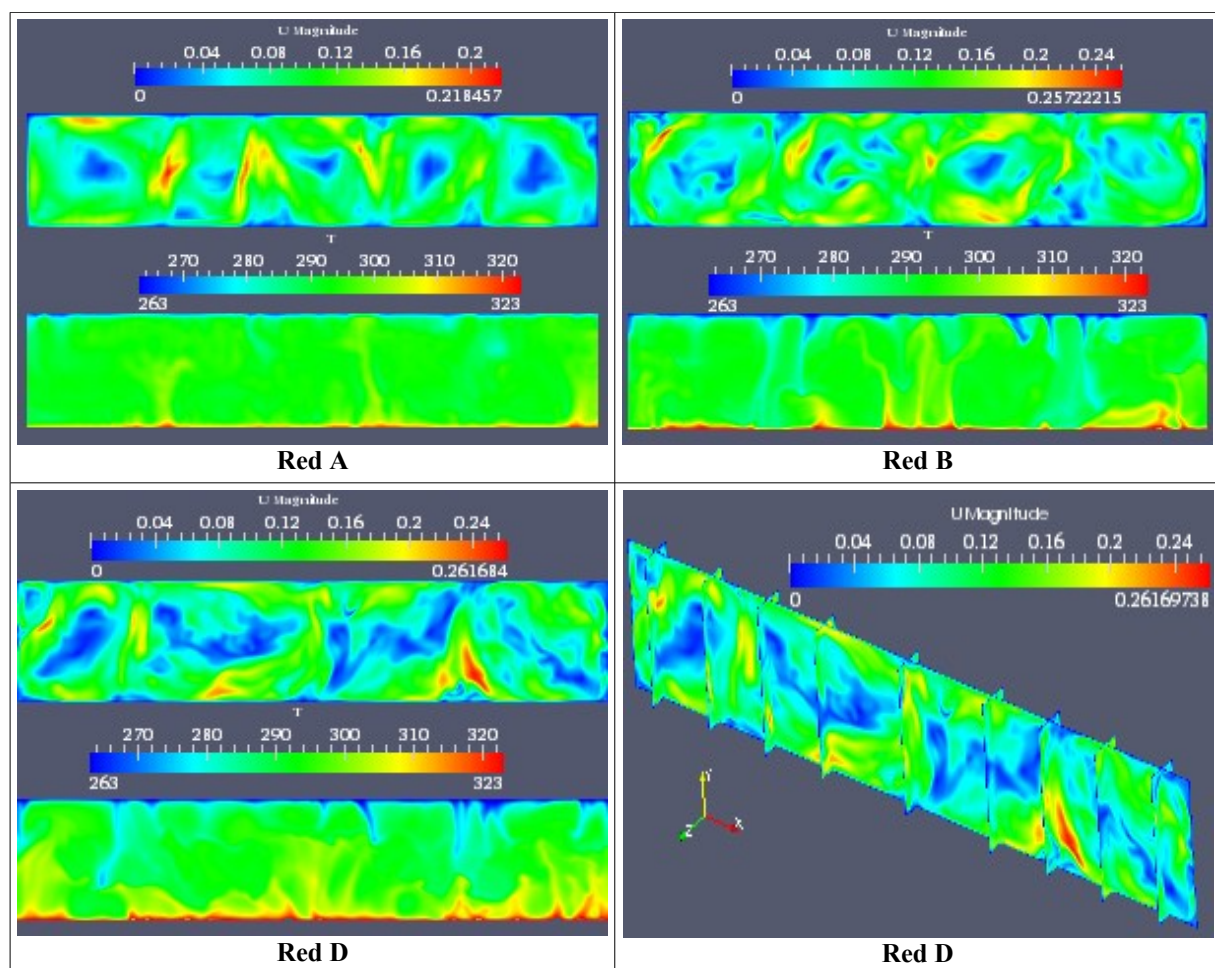 U Magnitude
0.04 0.08 0.12 0.16 0.2
0 0.218457
T
270 280 290 300 310 320
263 323
Red A
U Magnitude
0.04 0.08 0.12 0.16 0.2 0.24
0 0.25722215
T
270 280 290 300 310 320
263 323
Red B
U Magnitude
0.04 0.08 0.12 0.16 0.2 0.24
0 0.261684
T
270 280 290 300 310 320
263 323
Red D
U Magnitude
0.04 0.08 0.12 0.16 0.2 0.24
0 0.26169738
Y
Z X
Red D